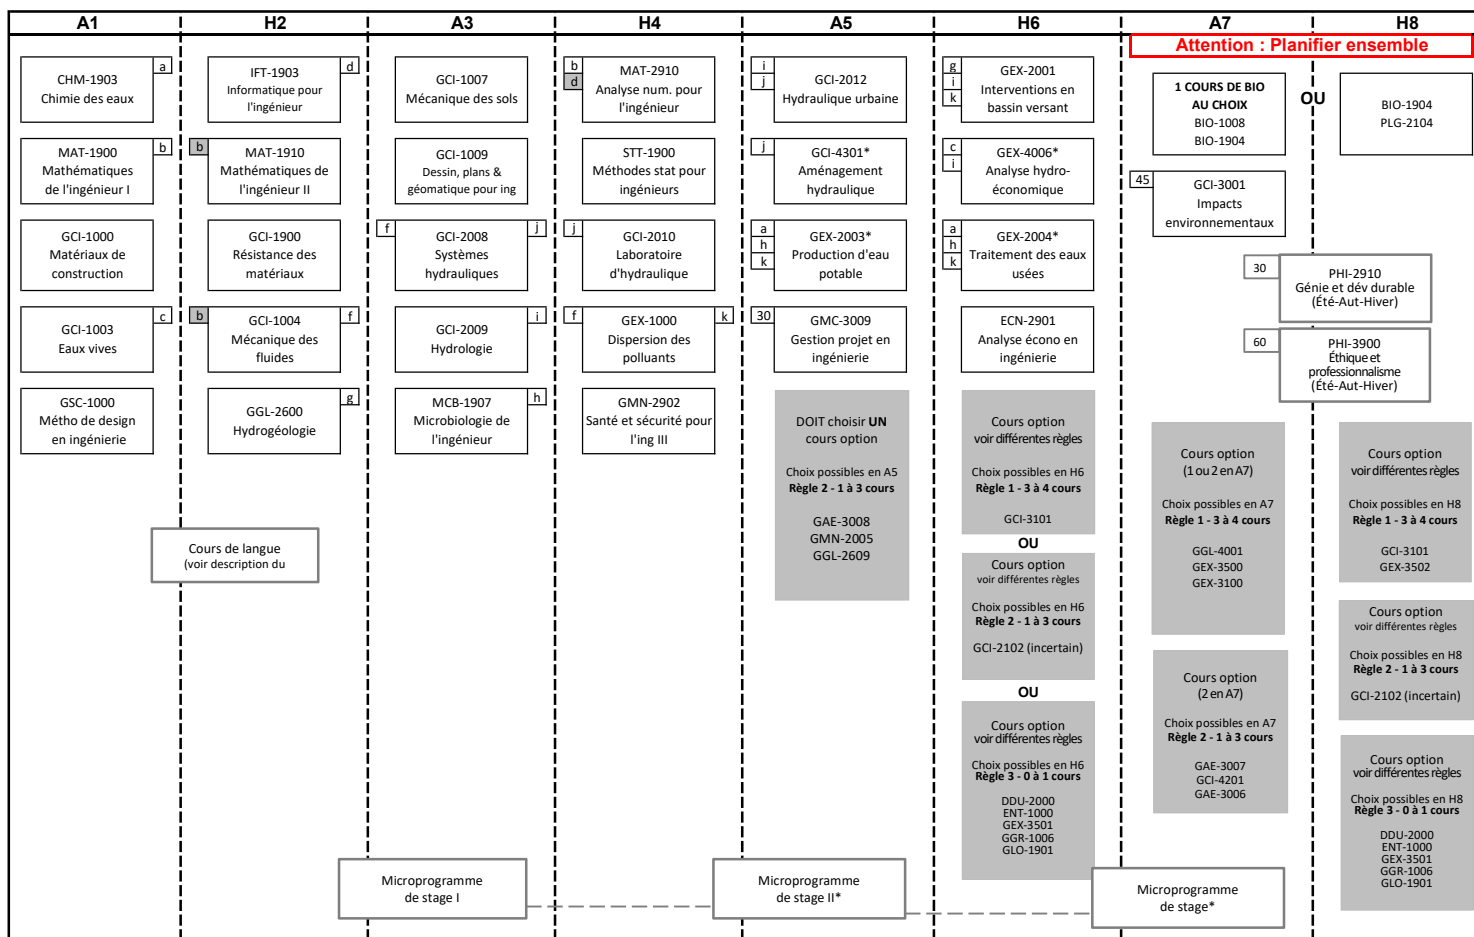 A1
H2
A3
H4
A5
H6
A7
H8
Attention : Planifier ensemble
a
CHM-1903
Chimie des eaux
b
MAT-1900
Mathématiques
de l'ingénieur I
GCI-1000
Matériaux de
construction
c
GCI-1003
Eaux vives
GSC-1000
Métho de design
en ingénierie
d
IFT-1903
Informatique pour
l'ingénieur
b
MAT-1910
Mathématiques de
l'ingénieur II
GCI-1900
Résistance des
matériaux
b
f
GCI-1004
Mécanique des
fluides
g
GGL-2600
Hydrogéologie
Cours de langue
(voir description du
GCI-1007
Mécanique des sols
GCI-1009
Dessin, plans &
géomatique pour ing
f
j
GCI-2008
Systèmes
hydrauliques
i
GCI-2009
Hydrologie
h
MCB-1907
Microbiologie de
l'ingénieur
Microprogramme
de stage I
b
d
MAT-2910
Analyse num. pour
l'ingénieur
STT-1900
Méthodes stat pour
ingénieurs
j
GCI-2010
Laboratoire
d'hydraulique
f
k
GEX-1000
Dispersion des
polluants
GMN-2902
Santé et sécurité pour
l'ing III
i
j
GCI-2012
Hydraulique urbaine
j
GCI-4301*
Aménagement
hydraulique
a
h
k
GEX-2003*
Production d'eau
potable
30
GMC-3009
Gestion projet en
ingénierie
DOIT choisir UN
cours option
Choix possibles en A5
Règle 2 - 1 à 3 cours
GAE-3008
GMN-2005
GGL-2609
Microprogramme
de stage II*
g
i
k
GEX-2001
Interventions en
bassin versant
c
i
GEX-4006*
Analyse hydro-
économique
a
h
k
GEX-2004*
Traitement des eaux
usées
ECN-2901
Analyse écono en
ingénierie
Cours option
voir différentes règles
Choix possibles en H6
Règle 1 - 3 à 4 cours
GCI-3101
OU
Cours option
voir différentes règles
Choix possibles en H6
Règle 2 - 1 à 3 cours
GCI-2102 (incertain)
OU
Cours option
voir différentes règles
Choix possibles en H6
Règle 3 - 0 à 1 cours
DDU-2000
ENT-1000
GEX-3501
GGR-1006
GLO-1901
1 COURS DE BIO
AU CHOIX
BIO-1008
BIO-1904
OU
BIO-1904
PLG-2104
45
GCI-3001
Impacts
environnementaux
30
PHI-2910
Génie et dév durable
(Été-Aut-Hiver)
60
PHI-3900
Éthique et
professionnalisme
(Été-Aut-Hiver)
Cours option
(1 ou 2 en A7)
Choix possibles en A7
Règle 1 - 3 à 4 cours
GGL-4001
GEX-3500
GEX-3100
Cours option
(2 en A7)
Choix possibles en A7
Règle 2 - 1 à 3 cours
GAE-3007
GCI-4201
GAE-3006
Microprogramme
de stage*
Cours option
voir différentes règles
Choix possibles en H8
Règle 1 - 3 à 4 cours
GCI-3101
GEX-3502
Cours option
voir différentes règles
Choix possibles en H8
Règle 2 - 1 à 3 cours
GCI-2102 (incertain)
Cours option
voir différentes règles
Choix possibles en H8
Règle 3 - 0 à 1 cours
DDU-2000
ENT-1000
GEX-3501
GGR-1006
GLO-1901